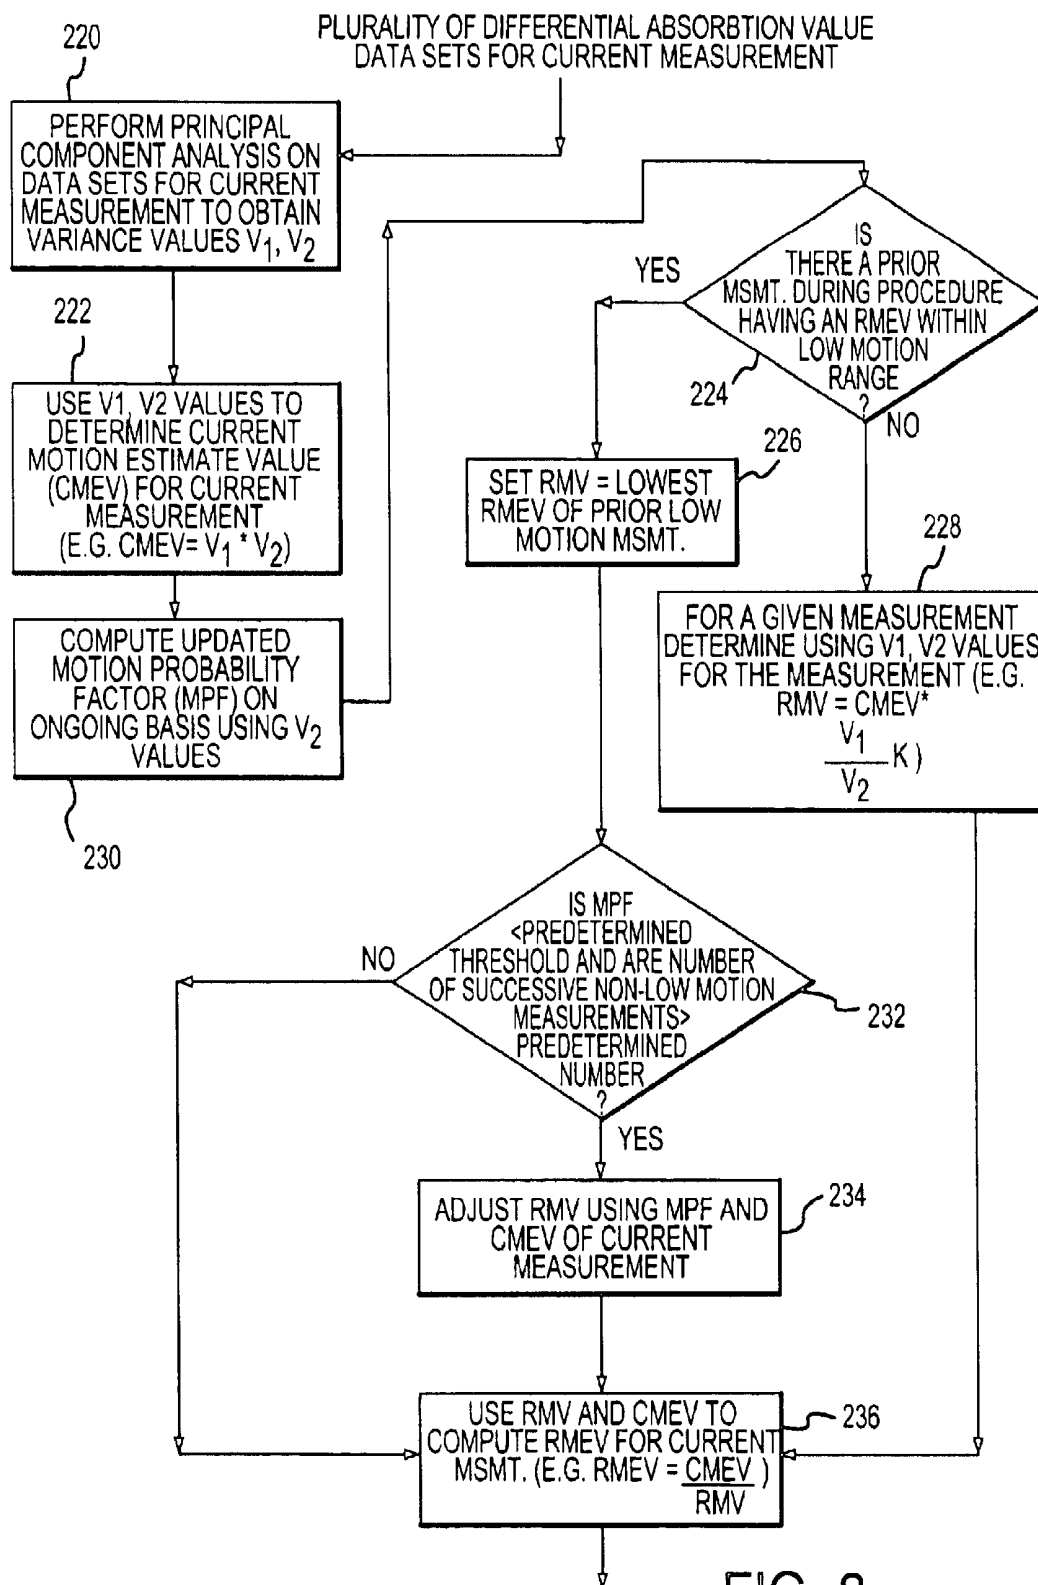 PLURALITY OF DIFFERENTIAL ABSORBTION VALUE
DATA SETS FOR CURRENT MEASUREMENT
220
PERFORM PRINCIPAL
COMPONENT ANALYSIS ON
DATA SETS FOR CURRENT
MEASUREMENT TO OBTAIN
VARIANCE VALUES V1, V2
222
USE V1, V2 VALUES TO
DETERMINE CURRENT
MOTION ESTIMATE VALUE
(CMEV) FOR CURRENT
MEASUREMENT
(E.G. CMEV= V1 * V2)
COMPUTE UPDATED
MOTION PROBABILITY
FACTOR (MPF) ON
ONGOING BASIS USING V2
VALUES
230
IS
THERE A PRIOR
MSMT. DURING PROCEDURE
HAVING AN RMEV WITHIN
LOW MOTION
RANGE
?
224
YES
NO
226
SET RMV = LOWEST
RMEV OF PRIOR LOW
MOTION MSMT.
228
FOR A GIVEN MEASUREMENT
DETERMINE USING V1, V2 VALUES
FOR THE MEASUREMENT (E.G.
RMV = CMEV*
V1
K )
V2
IS MPF
<PREDETERMINED
THRESHOLD AND ARE NUMBER
OF SUCCESSIVE NON-LOW MOTION
MEASUREMENTS>
PREDETERMINED
NUMBER
?
232
NO
YES
234
ADJUST RMV USING MPF AND
CMEV OF CURRENT
MEASUREMENT
236
USE RMV AND CMEV TO
COMPUTE RMEV FOR CURRENT
MSMT. (E.G. RMEV = CMEV )
RMV